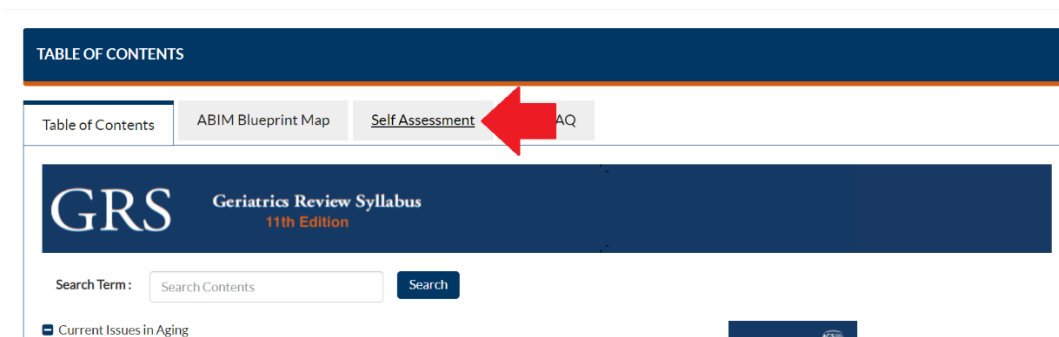 TABLE OF CONTENTS
Table of Contents ABIM Blueprint Map Self Assessment AQ
GRS Geriatrics Review Syllabus
11th Edition
Search Term : Search Contents Search
Current Issues in Aging